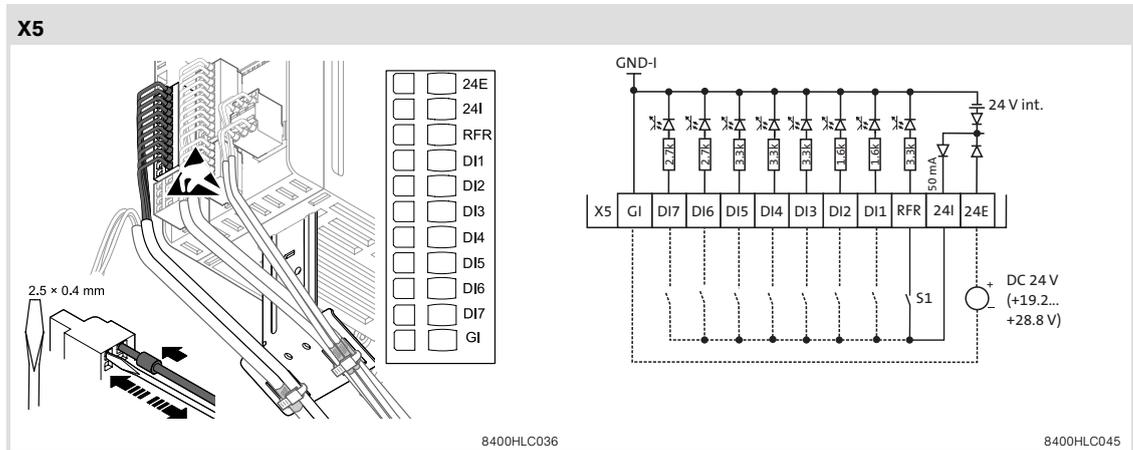 X5
24E
24I
RFR
DI1
DI2
DI3
DI4
DI5
DI6
DI7
GI
2.5 × 0.4 mm
8400HLC036
GND-I
24 V int.
2.7k 2.7k 3.3k 3.3k 3.3k 1.6k 1.6k 3.3k 50 mA
X5 GI DI7 DI6 DI5 DI4 DI3 DI2 DI1 RFR 24I 24E
S1
+
–
DC 24 V
(+19.2...
+28.8 V)
8400HLC045